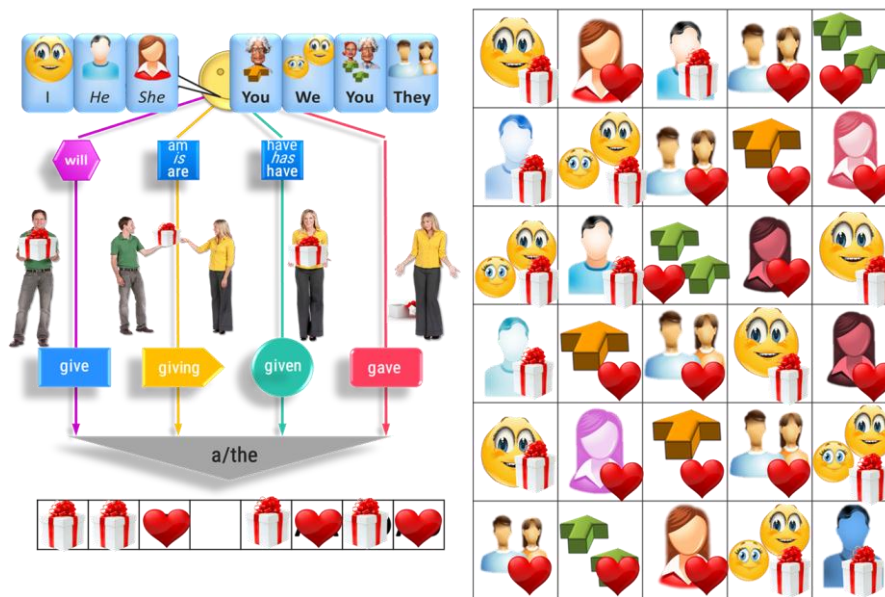 I He She You We You They
will
am
is
are
have
has
have
give giving given gave
a/the